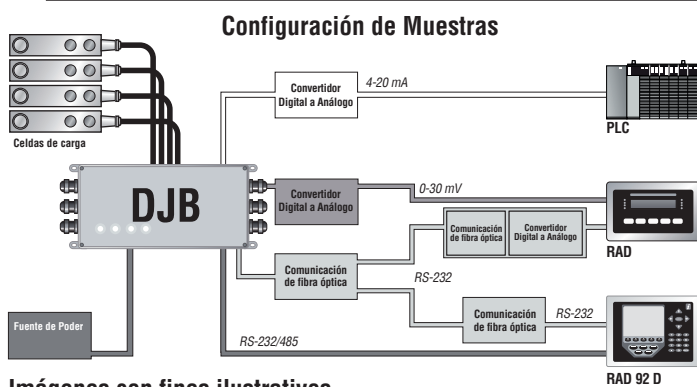 Configuración de Muestras
Celdas de carga
DJB
Fuente de Poder
Convertidor
Digital a Análogo
4-20 mA
PLC
Convertidor
Digital a Análogo
0-30 mV
Comunicación
de fibra óptica
Convertidor
Digital a Análogo
RAD
Comunicación
de fibra óptica
RS-232
Comunicación
de fibra óptica
RS-232
RS-232/485
RAD 92 D
Imágenes con fines ilustrativos